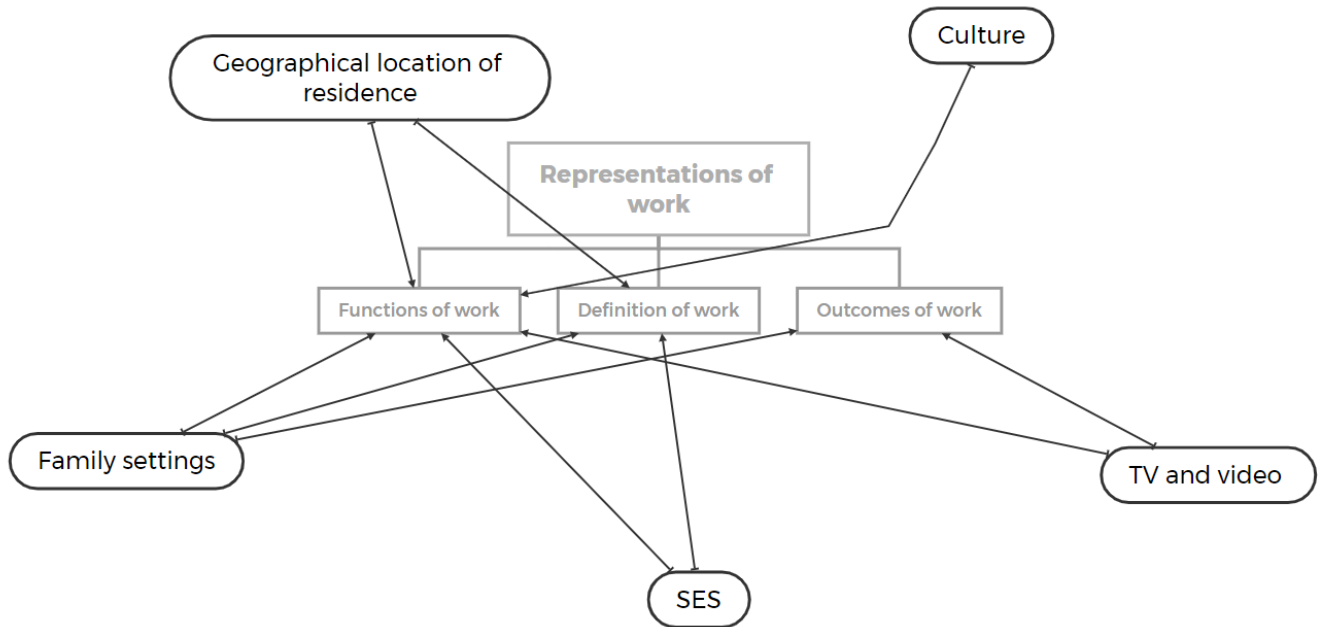 Culture
Geographical location of
residence
Representations of
work
Functions of work
Definition of work
Outcomes of work
Family settings
TV and video
SES